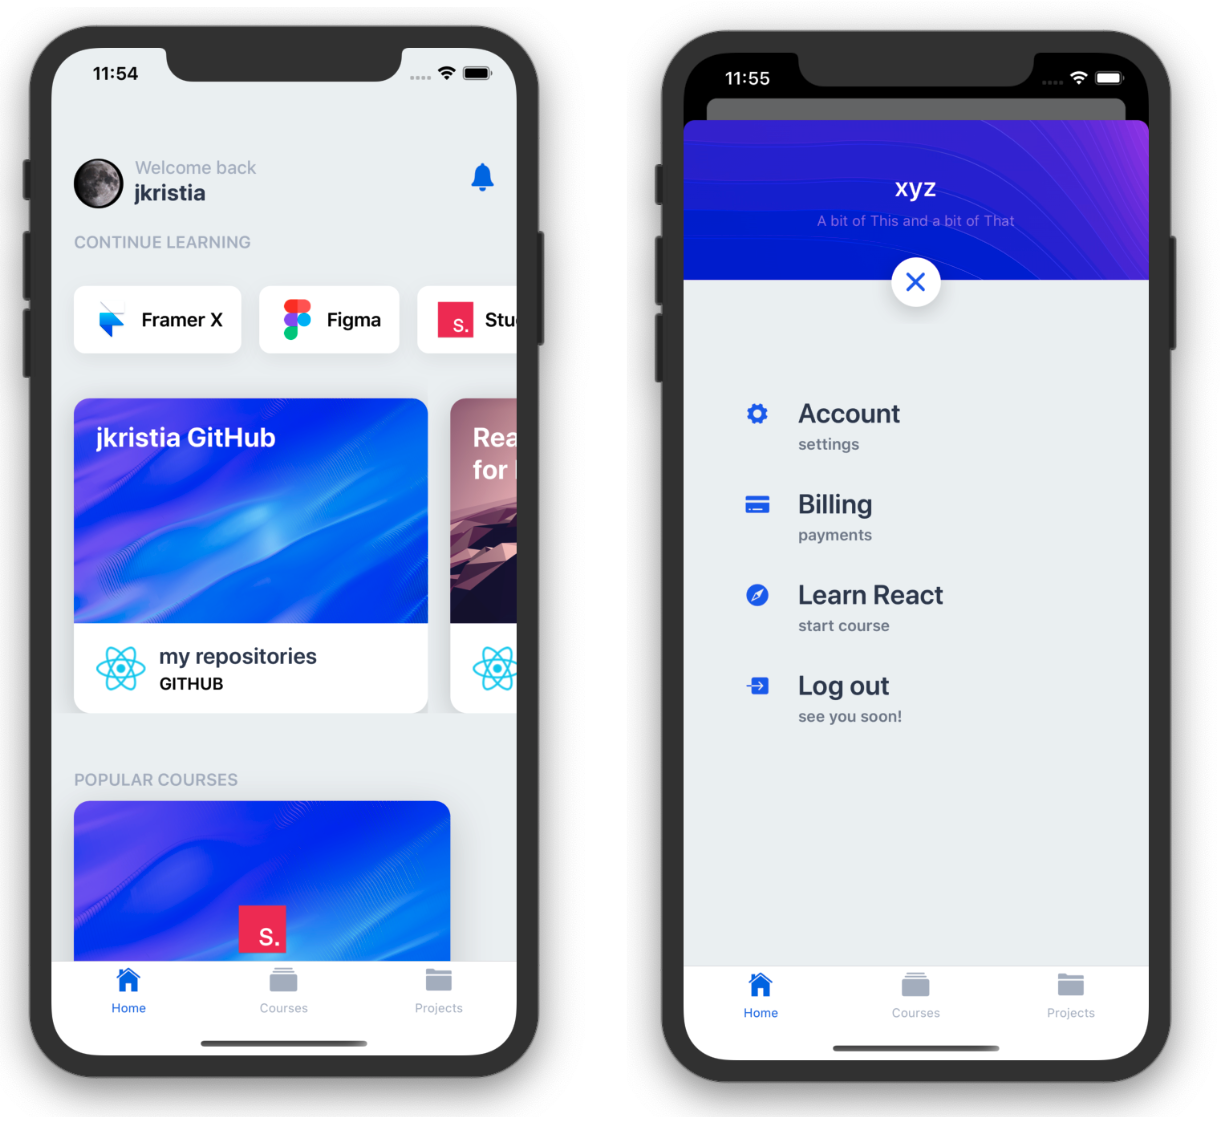 11:54
Welcome back
jkristia
CONTINUE LEARNING
Framer X
Figma
S.
Stu
jkristia GitHub
Rea
for
my repositories
GITHUB
POPULAR COURSES
S.
Home
Courses
Projects
11:55
xyz
A bit of This and a bit of That
Account
settings
Billing
payments
Learn React
start course
Log out
see you soon!
Home
Courses
Projects